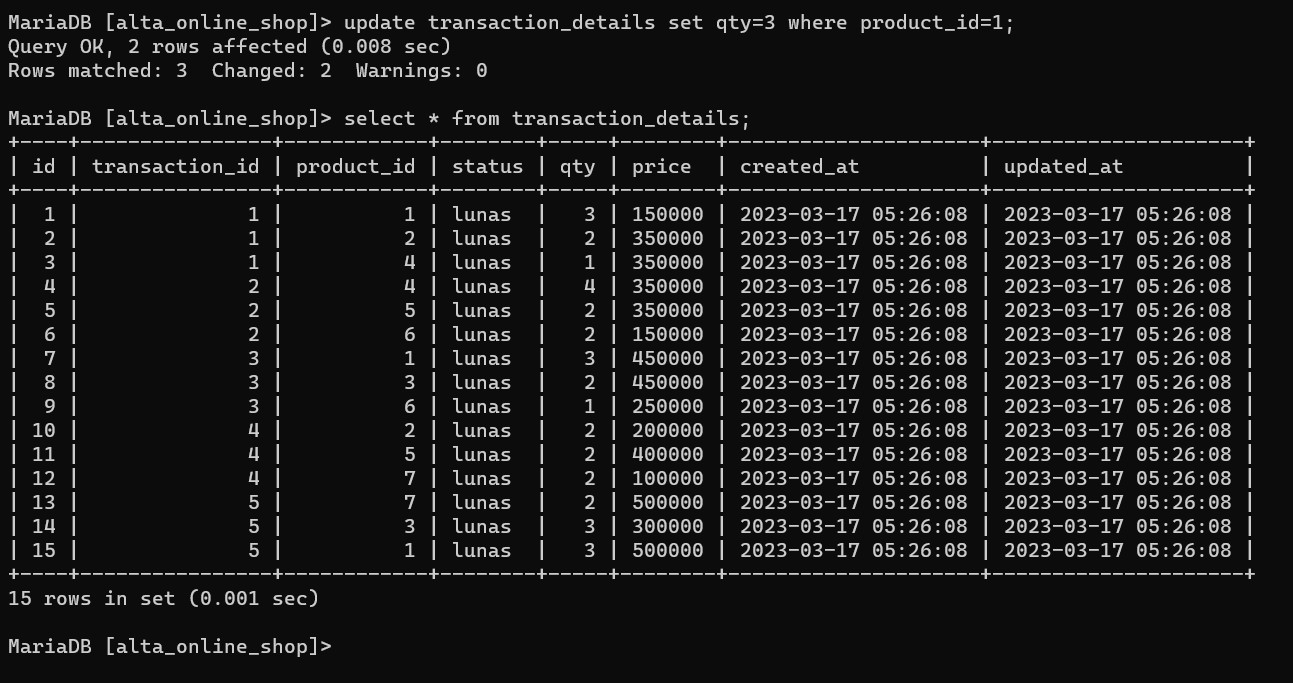 MariaDB [alta_online_shop]> update transaction_details set qty=3 where product_id=1;
Query OK, 2 rows affected (0.008 sec)
Rows matched: 3  Changed: 2  Warnings: 0

MariaDB [alta_online_shop]> select * from transaction_details;
+----+----------------+------------+--------+-----+--------+---------------------+---------------------+
| id | transaction_id | product_id | status | qty | price  | created_at          | updated_at          |
+----+----------------+------------+--------+-----+--------+---------------------+---------------------+
|  1 |              1 |          1 | lunas  |   3 | 150000 | 2023-03-17 05:26:08 | 2023-03-17 05:26:08 |
|  2 |              1 |          2 | lunas  |   2 | 350000 | 2023-03-17 05:26:08 | 2023-03-17 05:26:08 |
|  3 |              1 |          4 | lunas  |   1 | 350000 | 2023-03-17 05:26:08 | 2023-03-17 05:26:08 |
|  4 |              2 |          4 | lunas  |   4 | 350000 | 2023-03-17 05:26:08 | 2023-03-17 05:26:08 |
|  5 |              2 |          5 | lunas  |   2 | 350000 | 2023-03-17 05:26:08 | 2023-03-17 05:26:08 |
|  6 |              2 |          6 | lunas  |   2 | 150000 | 2023-03-17 05:26:08 | 2023-03-17 05:26:08 |
|  7 |              3 |          1 | lunas  |   3 | 450000 | 2023-03-17 05:26:08 | 2023-03-17 05:26:08 |
|  8 |              3 |          3 | lunas  |   2 | 450000 | 2023-03-17 05:26:08 | 2023-03-17 05:26:08 |
|  9 |              3 |          6 | lunas  |   1 | 250000 | 2023-03-17 05:26:08 | 2023-03-17 05:26:08 |
| 10 |              4 |          2 | lunas  |   2 | 200000 | 2023-03-17 05:26:08 | 2023-03-17 05:26:08 |
| 11 |              4 |          5 | lunas  |   2 | 400000 | 2023-03-17 05:26:08 | 2023-03-17 05:26:08 |
| 12 |              4 |          7 | lunas  |   2 | 100000 | 2023-03-17 05:26:08 | 2023-03-17 05:26:08 |
| 13 |              5 |          7 | lunas  |   2 | 500000 | 2023-03-17 05:26:08 | 2023-03-17 05:26:08 |
| 14 |              5 |          3 | lunas  |   3 | 300000 | 2023-03-17 05:26:08 | 2023-03-17 05:26:08 |
| 15 |              5 |          1 | lunas  |   3 | 500000 | 2023-03-17 05:26:08 | 2023-03-17 05:26:08 |
+----+----------------+------------+--------+-----+--------+---------------------+---------------------+
15 rows in set (0.001 sec)

MariaDB [alta_online_shop]>